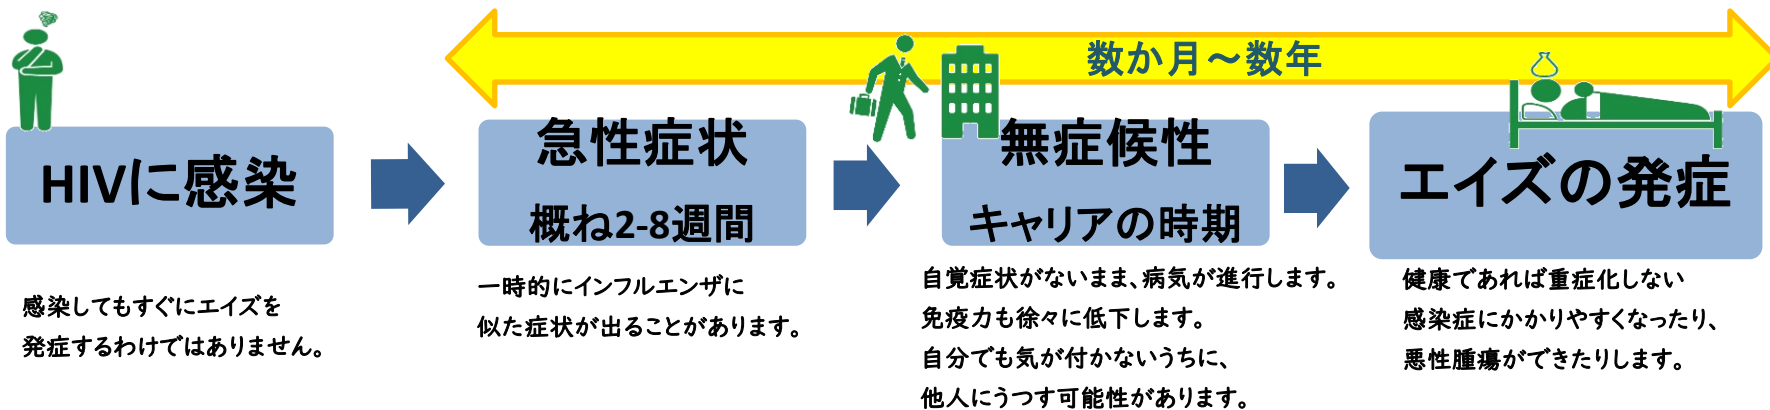 数か月～数年
HIVに感染
感染してもすぐにエイズを
発症するわけではありません。
急性症状
概ね2-8週間
一時的にインフルエンザに
似た症状が出ることがあります。
無症候性
キャリアの時期
自覚症状がないまま、病気が進行します。
免疫力も徐々に低下します。
自分でも気が付かないうちに、
他人にうつす可能性があります。
エイズの発症
健康であれば重症化しない
感染症にかかりやすくなったり、
悪性腫瘍ができたりします。